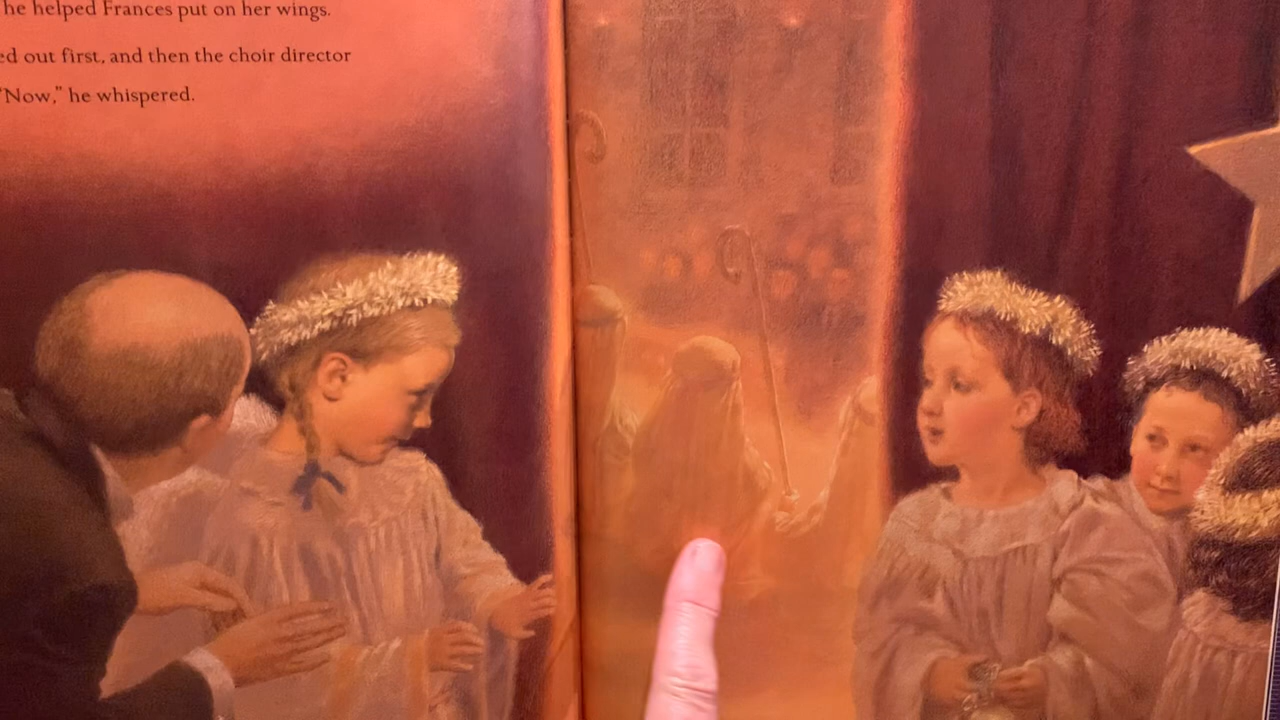 he helped Frances put on her wings.
ed out first, and then the choir director
“Now,” he whispered.